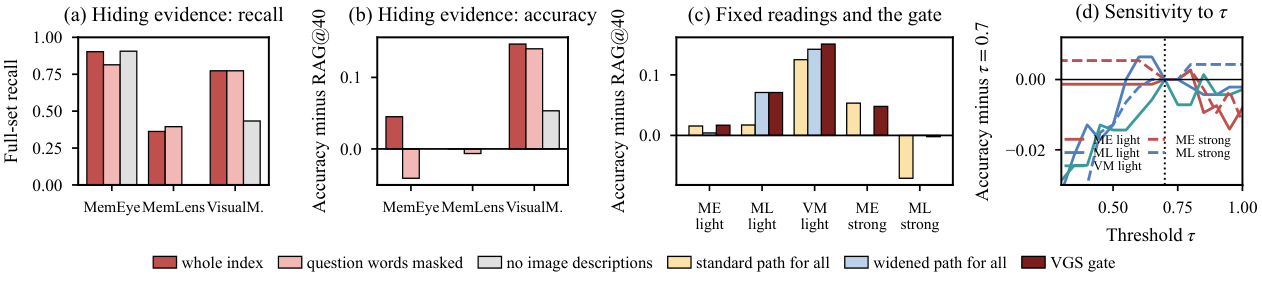 (a) Hiding evidence: recall
Full-set recall
1.00
0.75
0.50
0.25
0.00
MemEye MemLens VisualM.
(b) Hiding evidence: accuracy
Accuracy minus RAG@40
0.1
0.0
MemEye MemLens VisualM.
(c) Fixed readings and the gate
Accuracy minus RAG@40
0.1
0.0
ME ML VM ME ML
light light light strong strong
(d) Sensitivity to τ
Accuracy minus τ = 0.7
0.00
−0.02
ME light ME strong
ML light ML strong
VM light
0.50 0.75 1.00
Threshold τ
whole index question words masked no image descriptions standard path for all widened path for all VGS gate